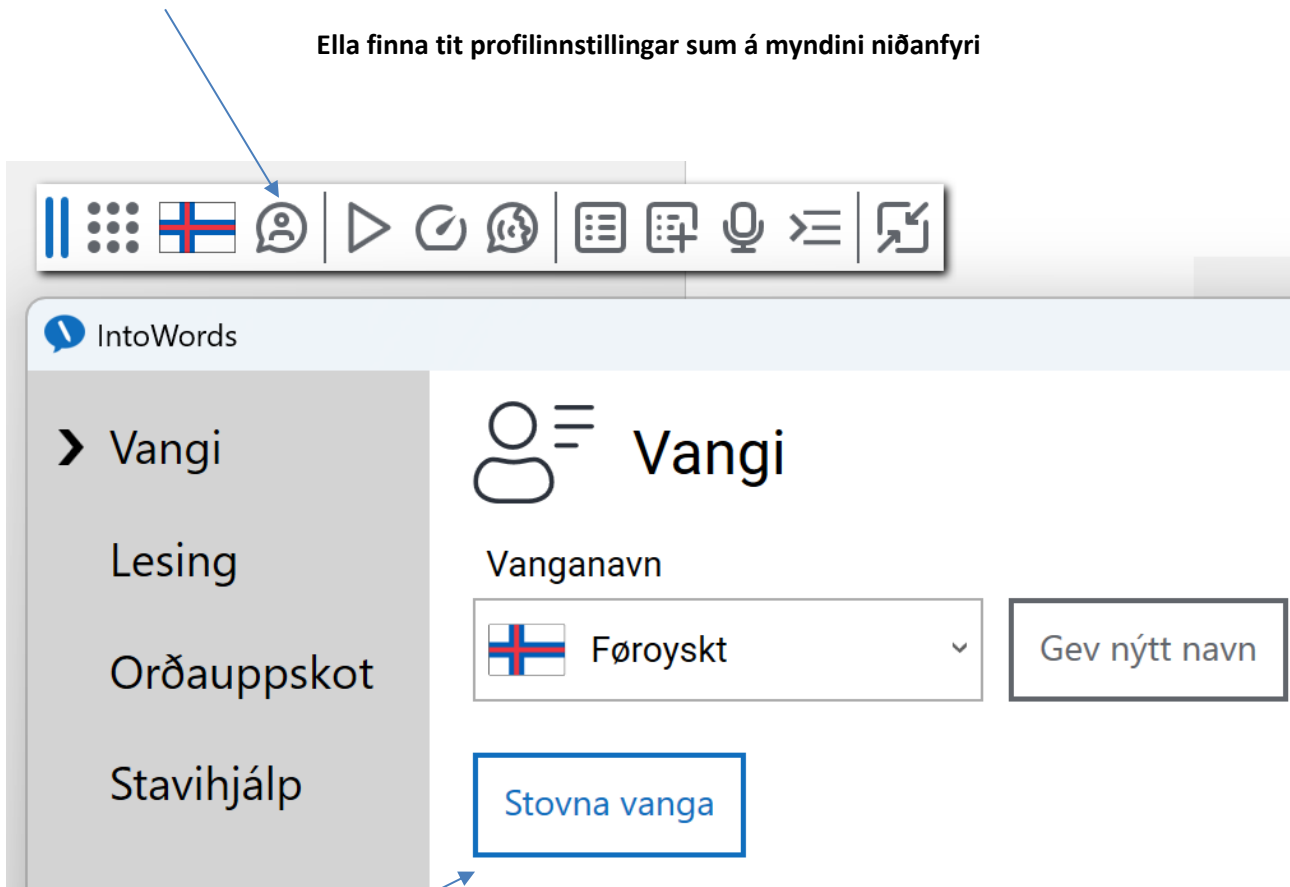 Ella finna tit profilinnstillingar sum á myndini niðanfyri
IntoWords
Vangi
Lesing
Orðauppskot
Stavihjálp
Vangi
Vanganavn
Føroyskt
Gev nýtt navn
Stovna vanga